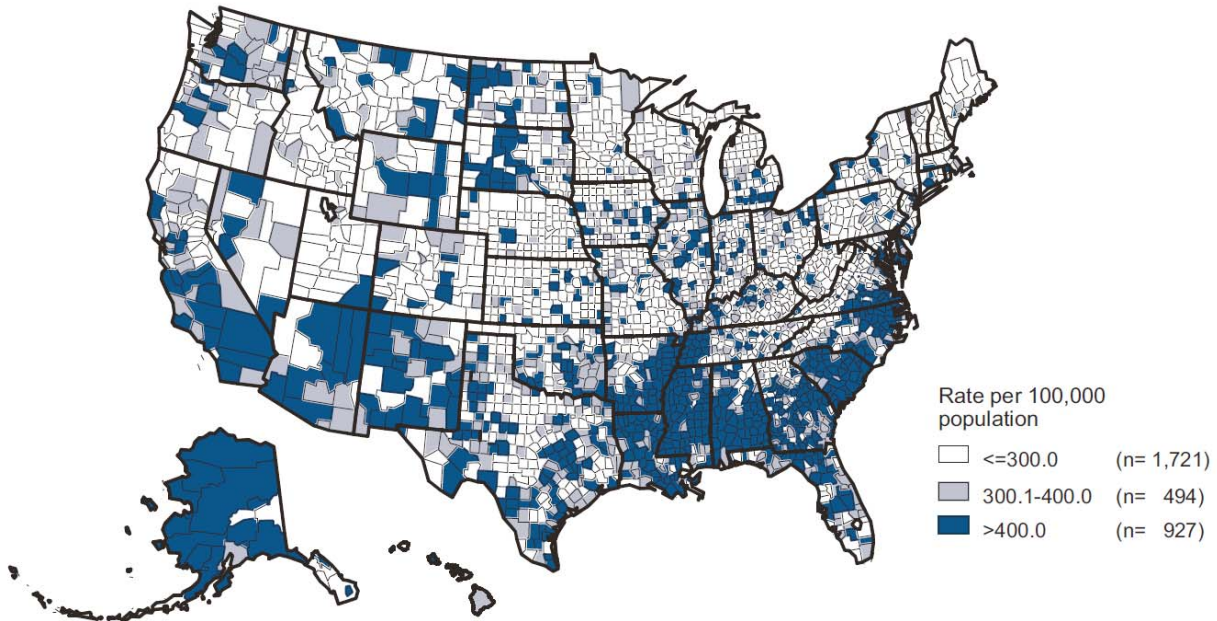 Rate per 100,000
population
<=300.0 (n= 1,721)
300.1-400.0 (n= 494)
>400.0 (n= 927)